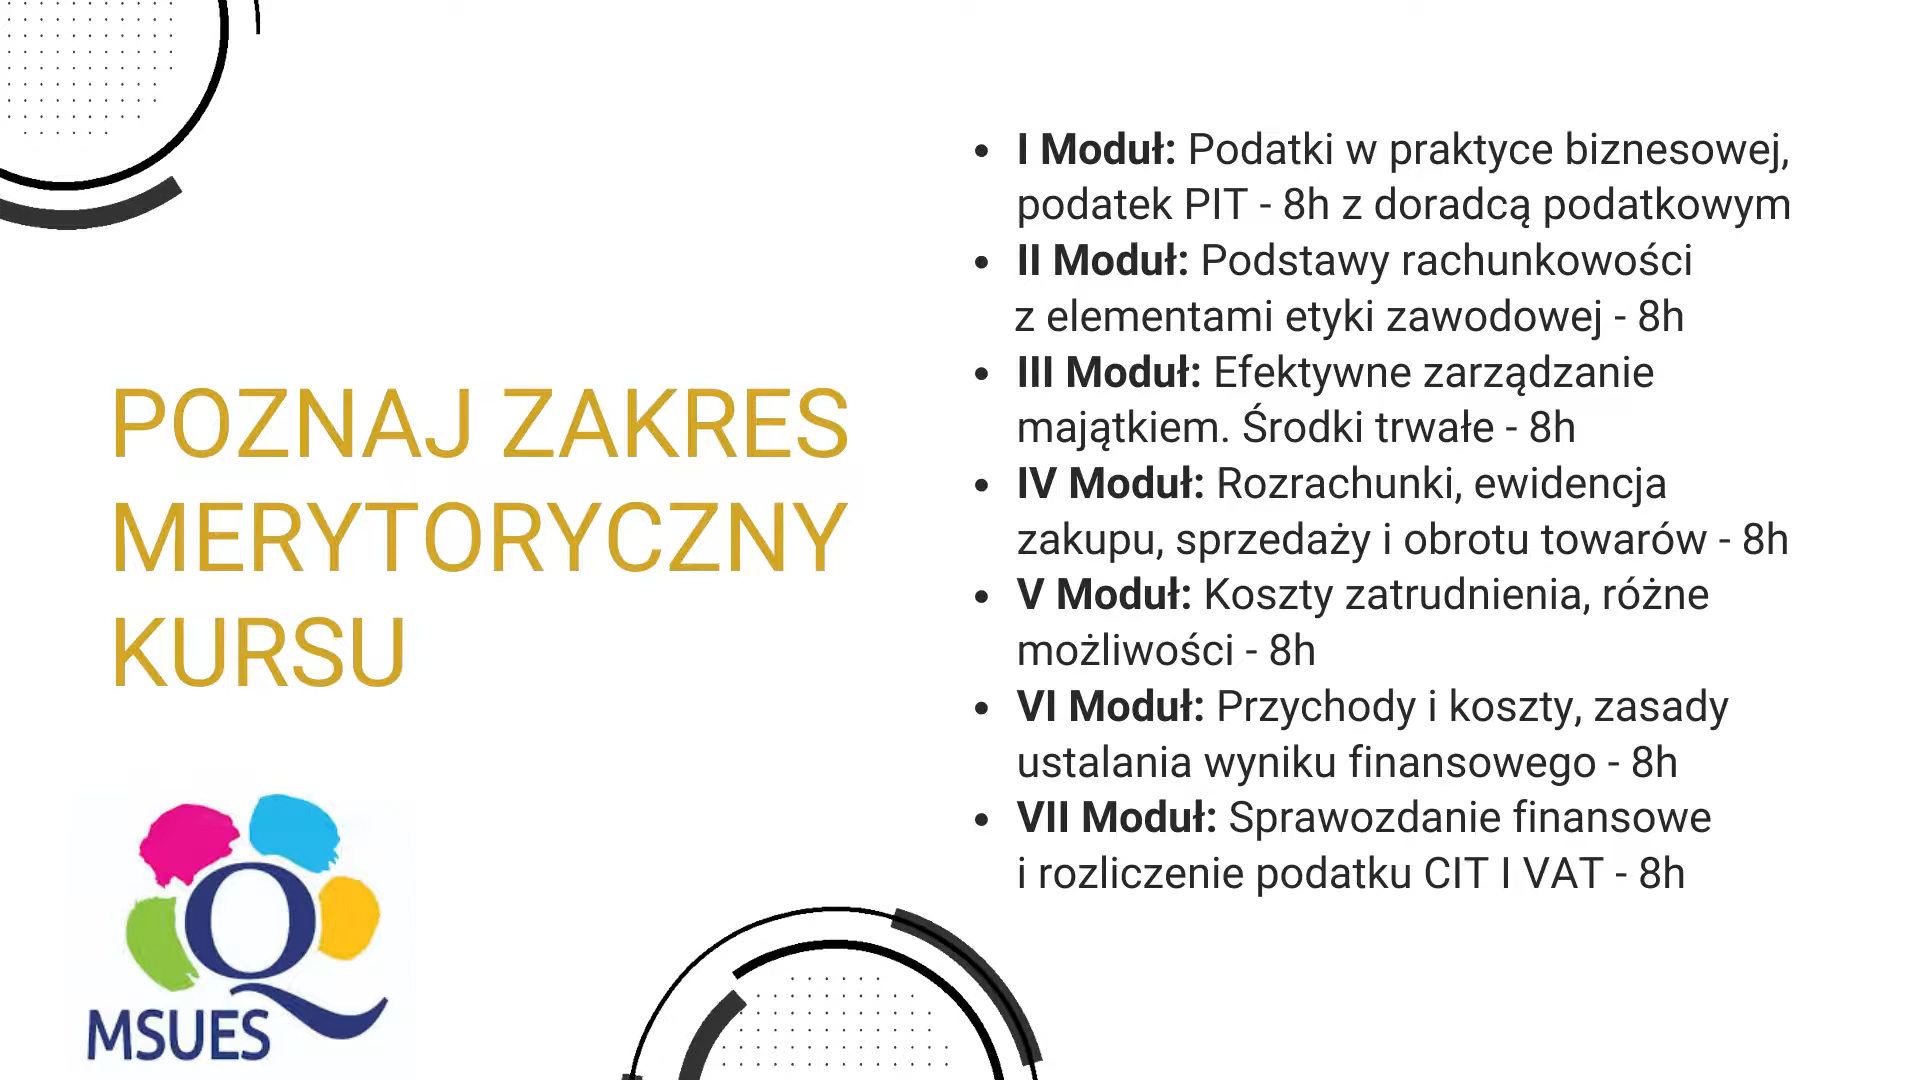 POZNAJ ZAKRES
MERYTORYCZNY
KURSU
• I Moduł: Podatki w praktyce biznesowej,
podatek PIT - 8h z doradcą podatkowym
• II Moduł: Podstawy rachunkowości
z elementami etyki zawodowej - 8h
• III Moduł: Efektywne zarządzanie
majątkiem. Środki trwałe - 8h
• IV Moduł: Rozrachunki, ewidencja
zakupu, sprzedaży i obrotu towarów - 8h
• V Moduł: Koszty zatrudnienia, różne
możliwości - 8h
• VI Moduł: Przychody i koszty, zasady
ustalania wyniku finansowego - 8h
• VII Moduł: Sprawozdanie finansowe
i rozliczenie podatku CIT I VAT - 8h
Q
MSUES